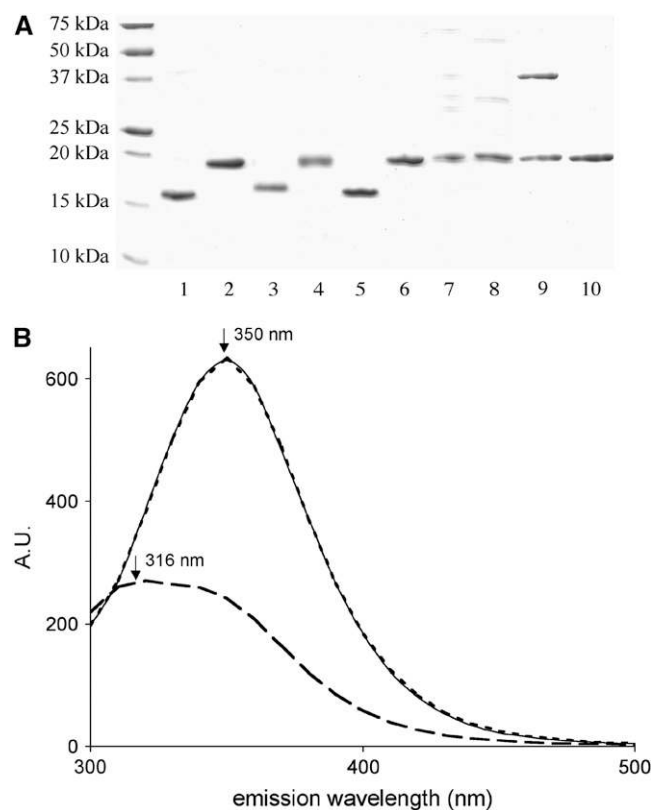 A
75 kDa
50 kDa
37 kDa
25 kDa
20 kDa
15 kDa
10 kDa
1 2 3 4 5 6 7 8 9 10
B
350 nm
600
400
316 nm
A.U.
200
0
300 400 500
emission wavelength (nm)